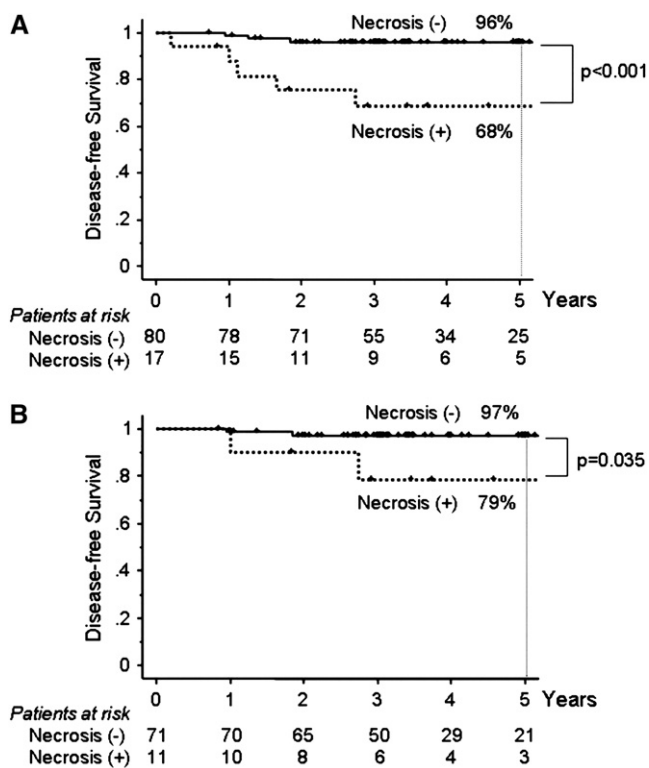 A
Disease-free Survival
1
.8
.6
.4
.2
0
Necrosis (-) 96%
p<0.001
Necrosis (+) 68%
0 1 2 3 4 5 Years
Patients at risk
Necrosis (-) 80 78 71 55 34 25
Necrosis (+) 17 15 11 9 6 5
B
Disease-free Survival
1
.8
.6
.4
.2
0
Necrosis (-) 97%
p=0.035
Necrosis (+) 79%
0 1 2 3 4 5 Years
Patients at risk
Necrosis (-) 71 70 65 50 29 21
Necrosis (+) 11 10 8 6 4 3